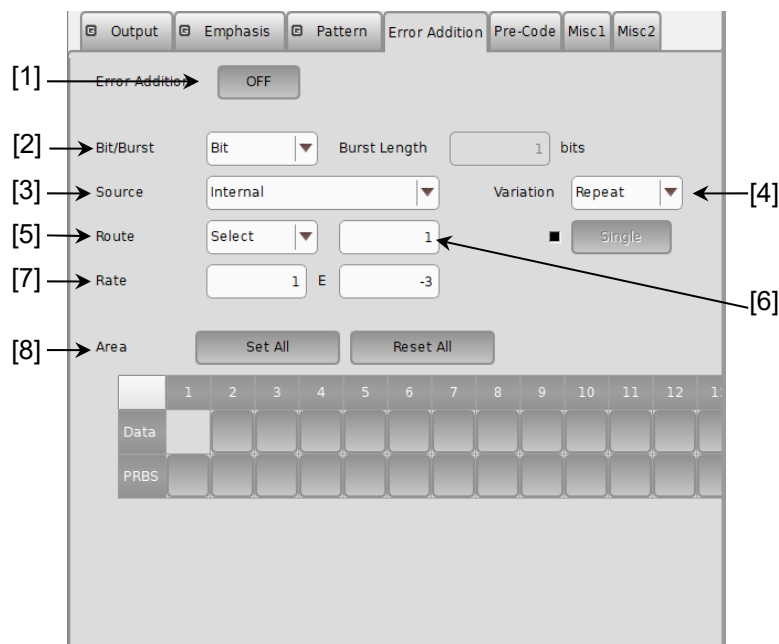 G Output G Emphasis G Pattern Error Addition Pre-Code Misc1 Misc2
[1] Error Addition OFF
[2] Bit/Burst Bit Burst Length 1 bits
[3] Source Internal Variation Repeat [4]
[5] Route Select 1 Single
[6]
[7] Rate 1 E -3
[8] Area Set All Reset All
1 2 3 4 5 6 7 8 9 10 11 12
Data
PRBS